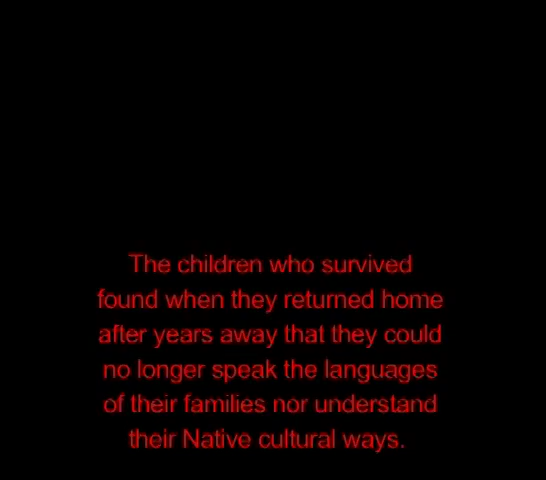 The children who survived
found when they returned home
after years away that they could
no longer speak the languages
of their families nor understand
their Native cultural ways.